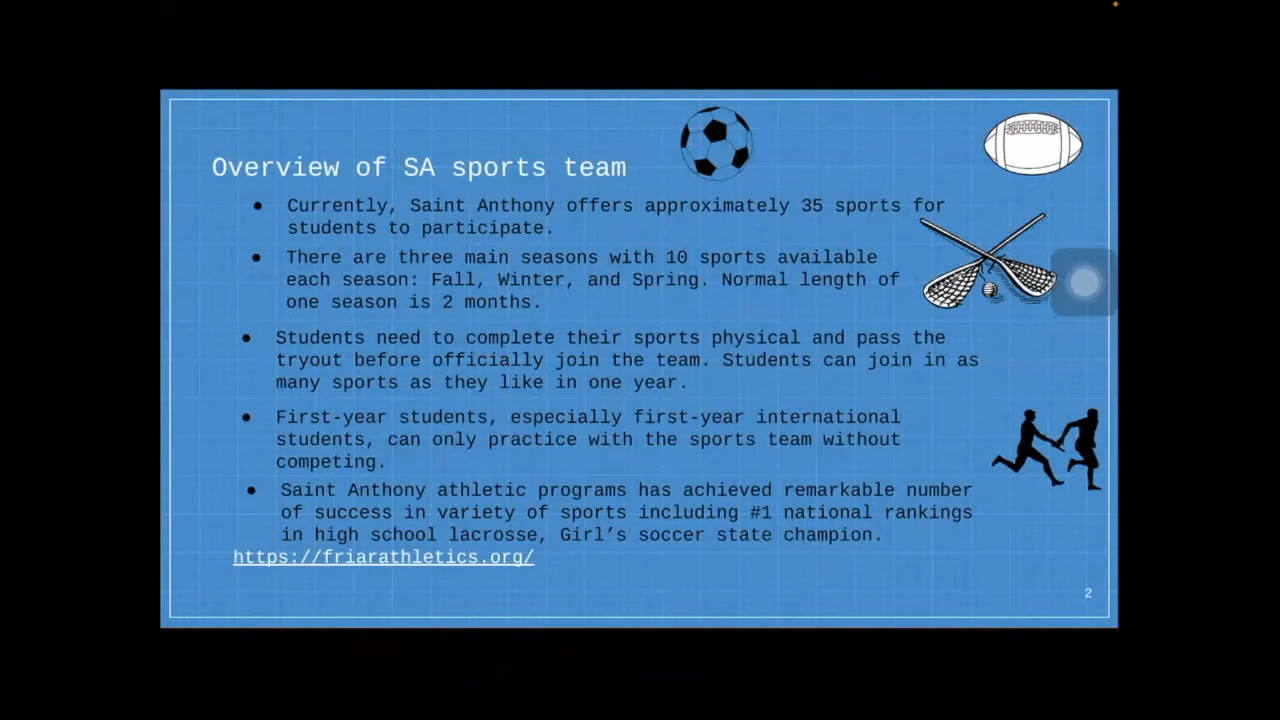 Overview of SA sports team
● Currently, Saint Anthony offers approximately 35 sports for
students to participate.
● There are three main seasons with 10 sports available
each season: Fall, Winter, and Spring. Normal length of
one season is 2 months.
● Students need to complete their sports physical and pass the
tryout before officially join the team. Students can join in as
many sports as they like in one year.
● First-year students, especially first-year international
students, can only practice with the sports team without
competing.
● Saint Anthony athletic programs has achieved remarkable number
of success in variety of sports including #1 national rankings
in high school lacrosse, Girl’s soccer state champion.
https://friarathletics.org/
2